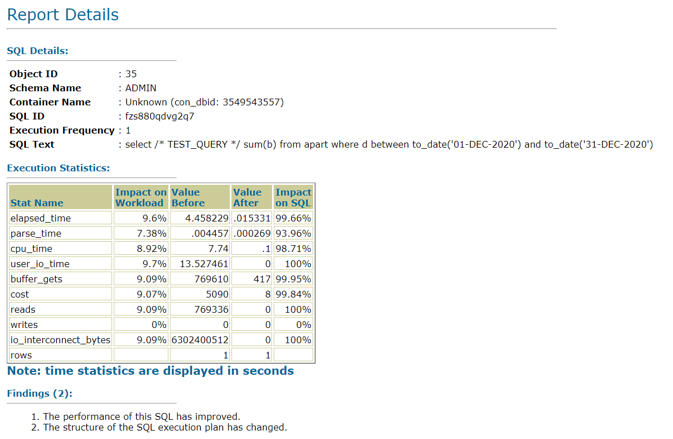 Report Details
SQL Details:
Object ID : 35
Schema Name : ADMIN
Container Name : Unknown (con_dbid: 3549543557)
SQL ID : fzs880qdvg2q7
Execution Frequency : 1
SQL Text : select /* TEST_QUERY */ sum(b) from apart where d between to_date('01-DEC-2020') and to_date('31-DEC-2020')
Execution Statistics:
Stat Name Impact on Workload Value Before Value After Impact on SQL
elapsed_time 9.6% 4.458229 .015331 99.66%
parse_time 7.38% .004457 .000269 93.96%
cpu_time 8.92% 7.74 .1 98.71%
user_io_time 9.7% 13.527461 0 100%
buffer_gets 9.09% 769610 417 99.95%
cost 9.07% 5090 8 99.84%
reads 9.09% 769336 0 100%
writes 0% 0 0 0%
io_interconnect_bytes 9.09% 6302400512 0 100%
rows 1 1
Note: time statistics are displayed in seconds
Findings (2):
1. The performance of this SQL has improved.
2. The structure of the SQL execution plan has changed.